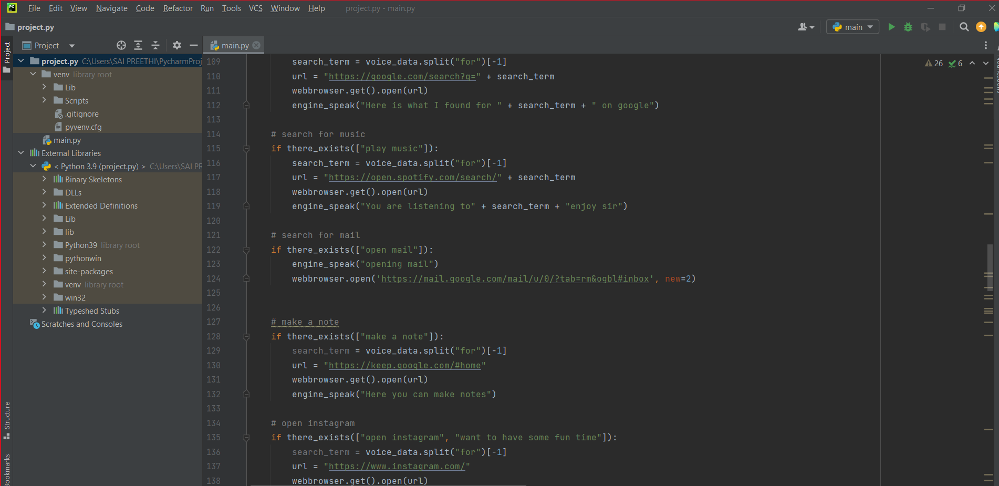 File Edit View Navigate Code Refactor Run Tools VCS Window Help project.py - main.py
project.py
main
Project
Project
main.py
project.py C:\Users\SAI PREETHI\PycharmProj
venv library root
Lib
Scripts
.gitignore
pyvenv.cfg
main.py
External Libraries
< Python 3.9 (project.py) > C:\Users\SAI PR
Binary Skeletons
DLLs
Extended Definitions
Lib
lib
Python39 library root
pythonwin
site-packages
venv library root
win32
Typeshed Stubs
Scratches and Consoles
Structure
Bookmarks
26 6
109 search_term = voice_data.split("for")[-1]
110 url = "https://google.com/search?q=" + search_term
111 webbrowser.get().open(url)
112 engine_speak("Here is what I found for " + search_term + " on google")
113
114 # search for music
115 if there_exists(["play music"]):
116 search_term = voice_data.split("for")[-1]
117 url = "https://open.spotify.com/search/" + search_term
118 webbrowser.get().open(url)
119 engine_speak("You are listening to" + search_term + "enjoy sir")
120
121 # search for mail
122 if there_exists(["open mail"]):
123 engine_speak("opening mail")
124 webbrowser.open('https://mail.google.com/mail/u/0/?tab=rm&ogbl#inbox', new=2)
125
126
127 # make a note
128 if there_exists(["make a note"]):
129 search_term = voice_data.split("for")[-1]
130 url = "https://keep.google.com/#home"
131 webbrowser.get().open(url)
132 engine_speak("Here you can make notes")
133
134 # open instagram
135 if there_exists(["open instagram", "want to have some fun time"]):
136 search_term = voice_data.split("for")[-1]
137 url = "https://www.instagram.com/"
138 webbrowser.get().open(url)